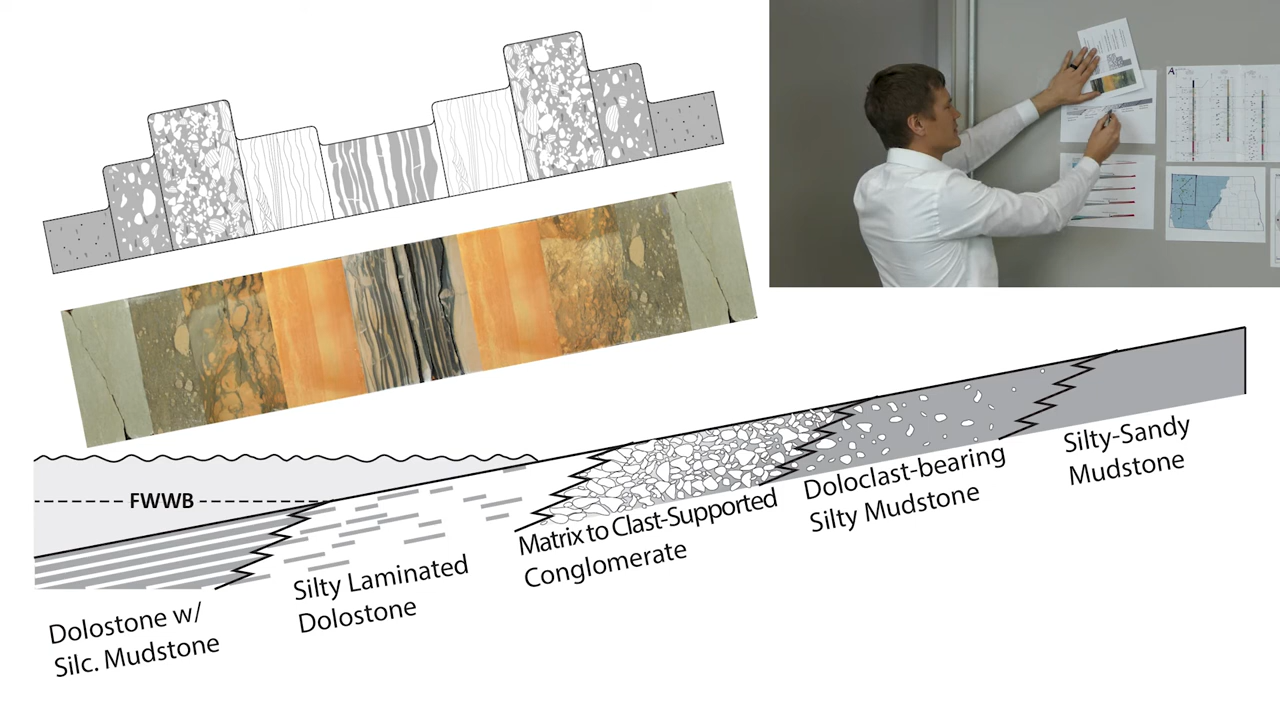 A
FWWB
Dolostone w/
Silc. Mudstone
Silty Laminated
Dolostone
Matrix to Clast-Supported
Conglomerate
Doloclast-bearing
Silty Mudstone
Silty-Sandy
Mudstone